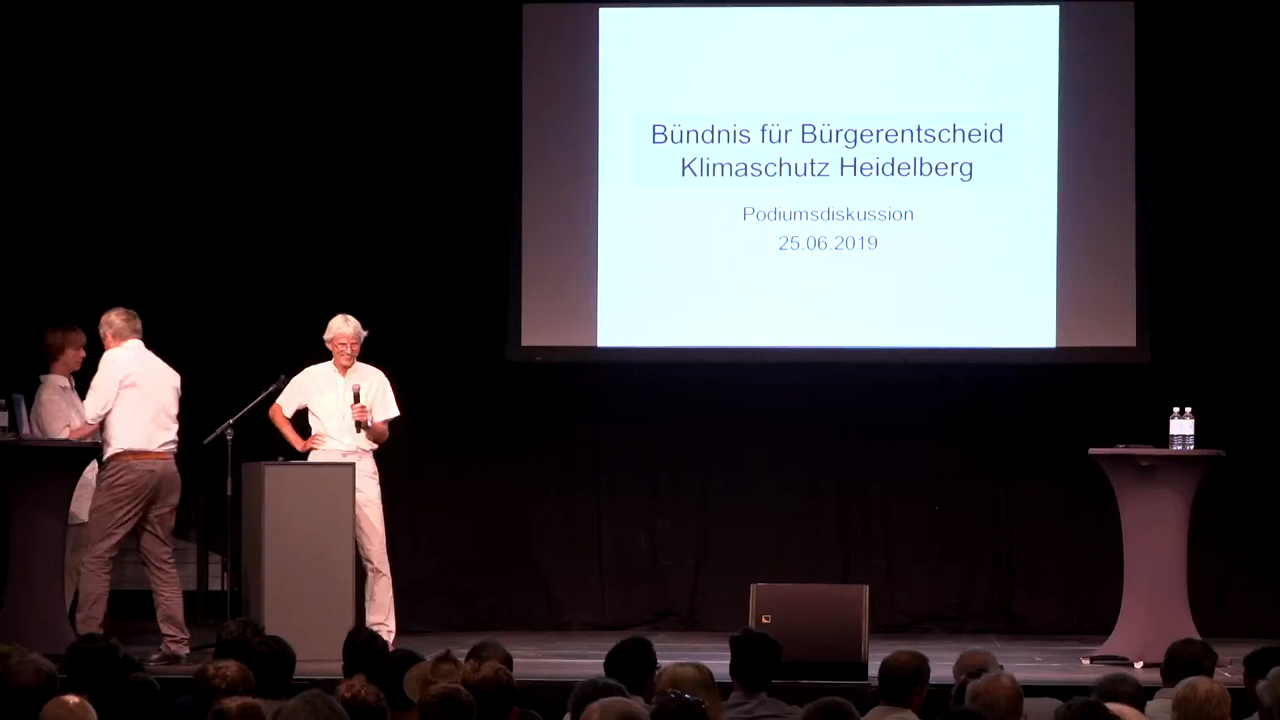 Bündnis für Bürgerentscheid
Klimaschutz Heidelberg
Podiumsdiskussion
25.06.2019